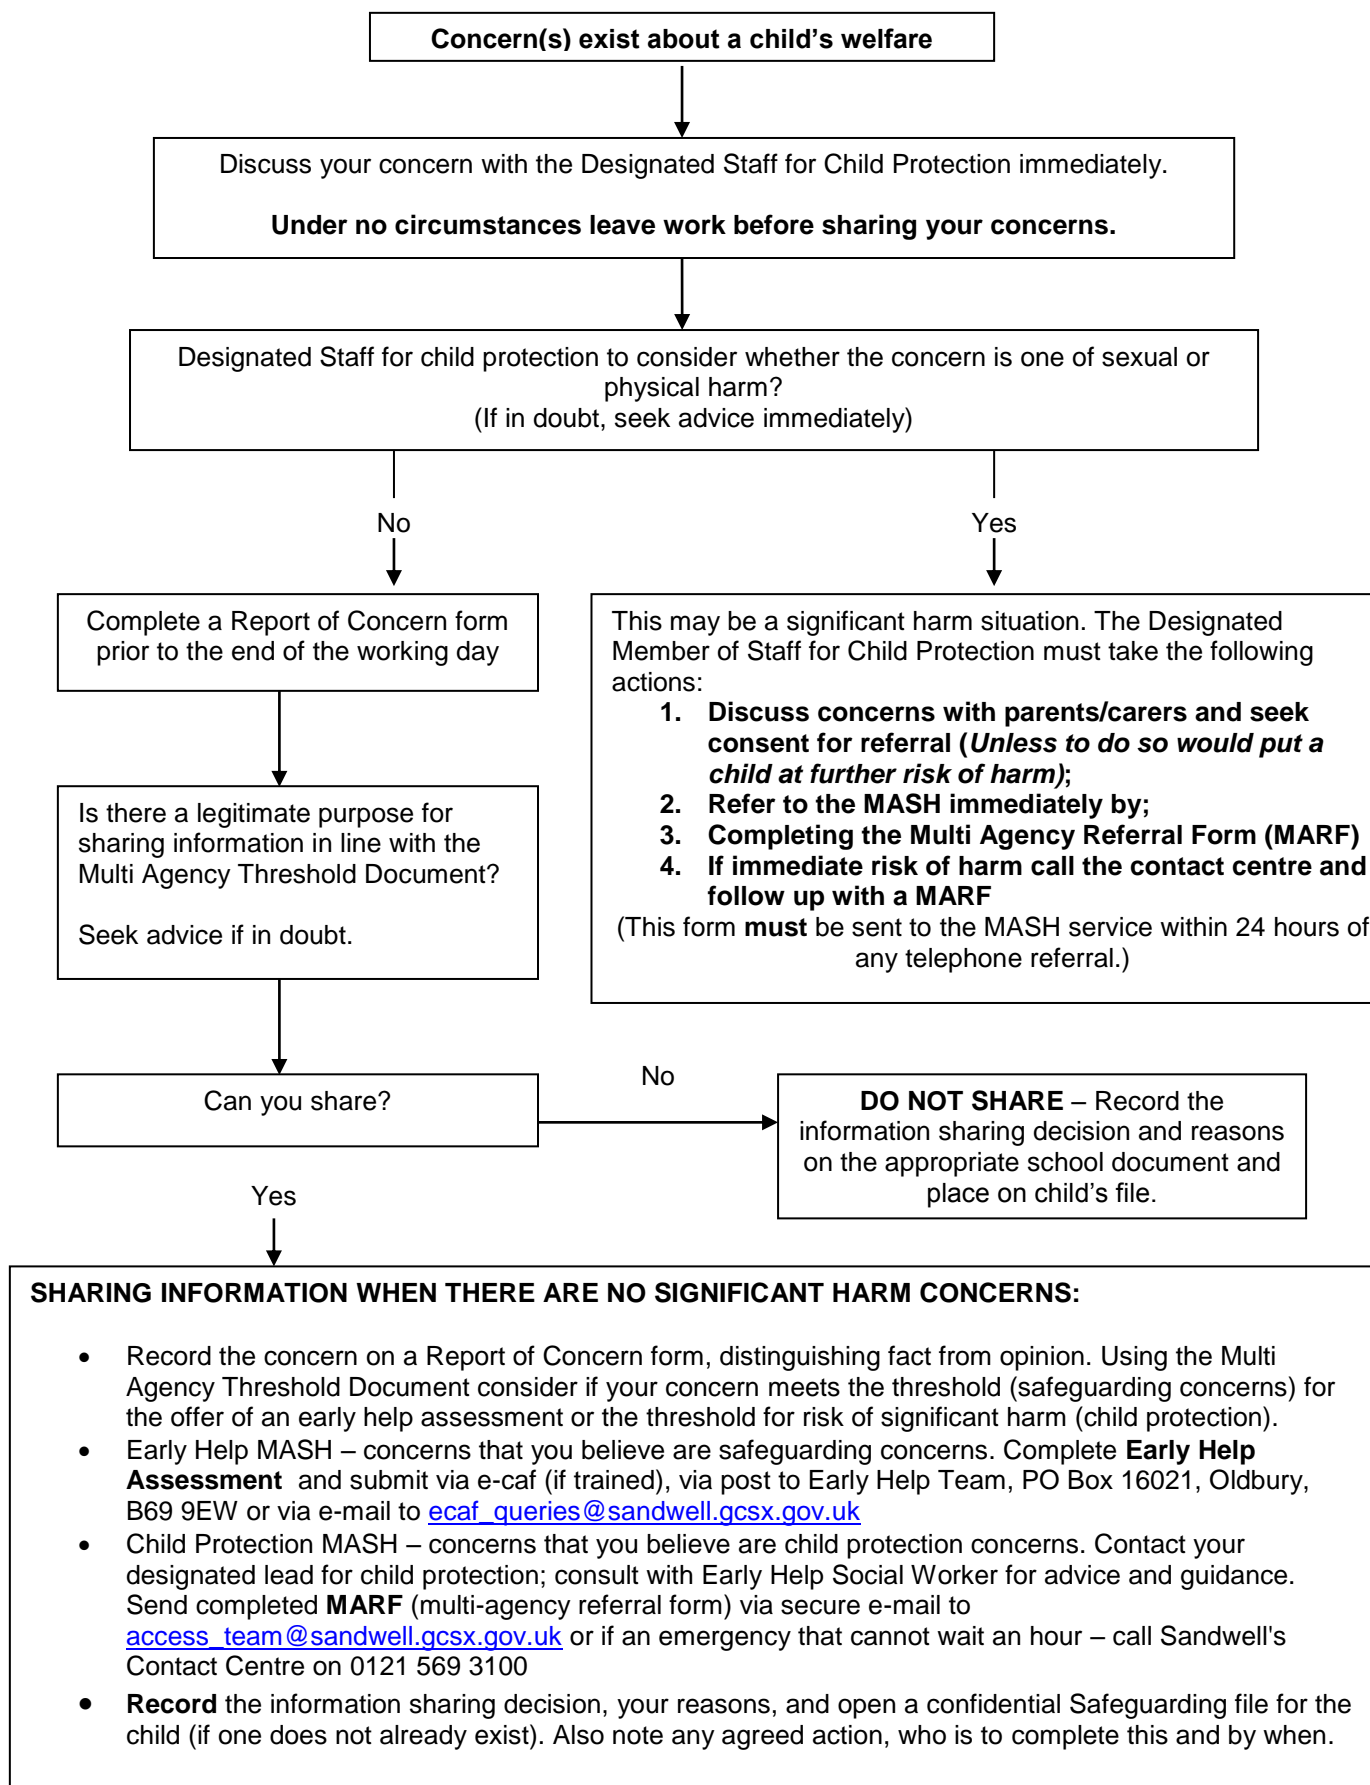 Concern(s) exist about a child's welfare
Discuss your concern with the Designated Staff for Child Protection immediately.
Under no circumstances leave work before sharing your concerns.
Designated Staff for child protection to consider whether the concern is one of sexual or
physical harm?
(If in doubt, seek advice immediately)
No
Yes
Complete a Report of Concern form
prior to the end of the working day
This may be a significant harm situation. The Designated
Member of Staff for Child Protection must take the following
actions:
1. Discuss concerns with parents/carers and seek
consent for referral (Unless to do so would put a
child at further risk of harm);
2. Refer to the MASH immediately by;
3. Completing the Multi Agency Referral Form (MARF)
4. If immediate risk of harm call the contact centre and
follow up with a MARF
(This form must be sent to the MASH service within 24 hours of
any telephone referral.)
Is there a legitimate purpose for
sharing information in line with the
Multi Agency Threshold Document?
Seek advice if in doubt.
Can you share?
No
DO NOT SHARE – Record the
information sharing decision and reasons
on the appropriate school document and
place on child's file.
Yes
SHARING INFORMATION WHEN THERE ARE NO SIGNIFICANT HARM CONCERNS:
• Record the concern on a Report of Concern form, distinguishing fact from opinion. Using the Multi
Agency Threshold Document consider if your concern meets the threshold (safeguarding concerns) for
the offer of an early help assessment or the threshold for risk of significant harm (child protection).
• Early Help MASH – concerns that you believe are safeguarding concerns. Complete Early Help
Assessment and submit via e-caf (if trained), via post to Early Help Team, PO Box 16021, Oldbury,
B69 9EW or via e-mail to ecaf_queries@sandwell.gcsx.gov.uk
• Child Protection MASH – concerns that you believe are child protection concerns. Contact your
designated lead for child protection; consult with Early Help Social Worker for advice and guidance.
Send completed MARF (multi-agency referral form) via secure e-mail to
access_team@sandwell.gcsx.gov.uk or if an emergency that cannot wait an hour – call Sandwell's
Contact Centre on 0121 569 3100
• Record the information sharing decision, your reasons, and open a confidential Safeguarding file for the
child (if one does not already exist). Also note any agreed action, who is to complete this and by when.